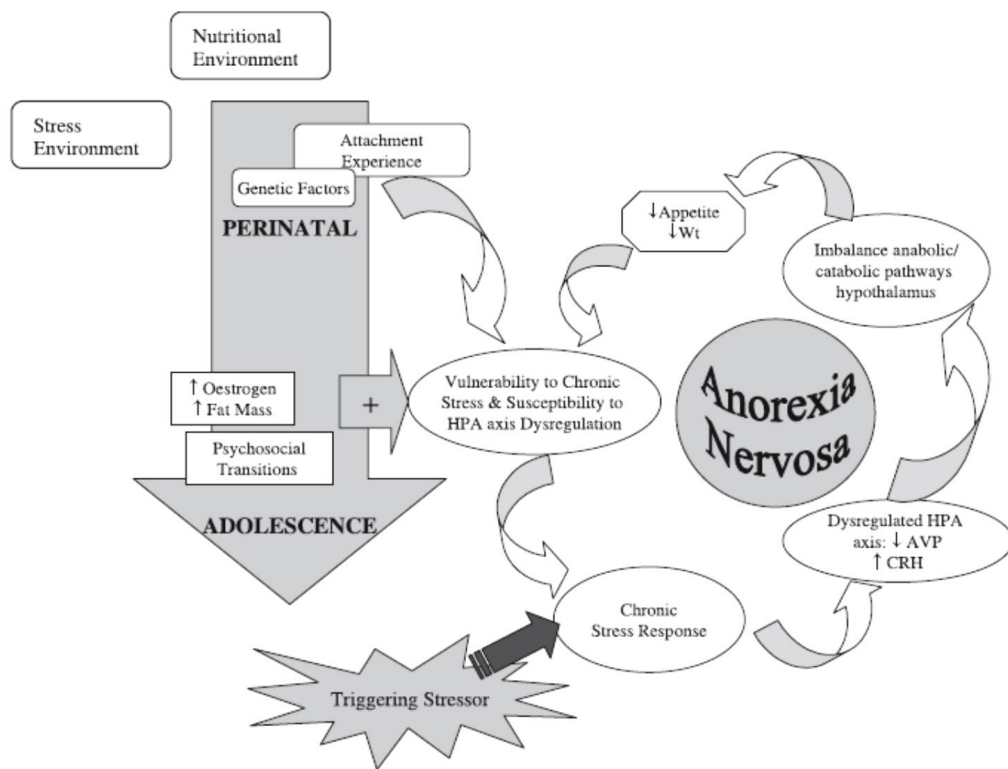 Nutritional
Environment
Stress
Environment
Attachment
Experience
Genetic Factors
PERINATAL
↓Appetite
↓Wt
Imbalance anabolic/
catabolic pathways
hypothalamus
↑ Oestrogen
↑ Fat Mass
+
Vulnerability to Chronic
Stress & Susceptibility to
HPA axis Dysregulation
Anorexia
Nervosa
Psychosocial
Transitions
ADOLESCENCE
Dysregulated HPA
axis: ↓ AVP
↑ CRH
Chronic
Stress Response
Triggering Stressor